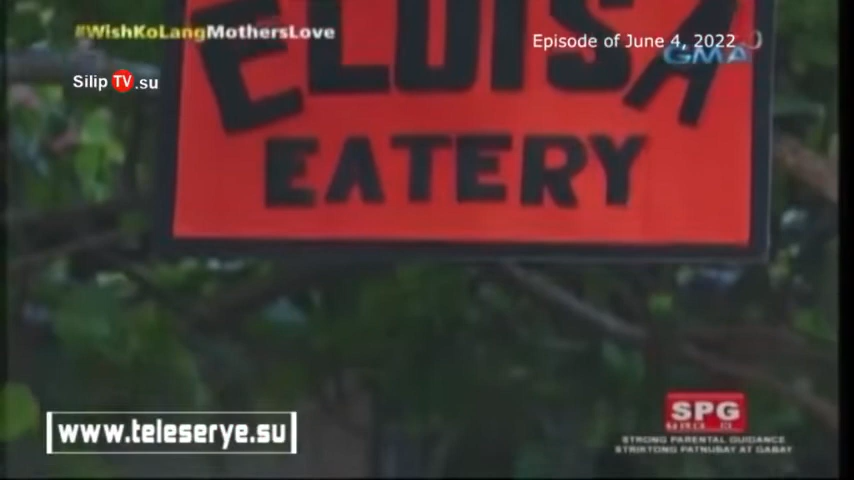 #WishKoLangMothersLove
Episode of June 4, 2022
GMA
Silip TV.su
ELOISA
EATERY
www.teleserye.su
SPG
STRONG PARENTAL GUIDANCE
STRIKTONG PATNUBAY AT GABAY